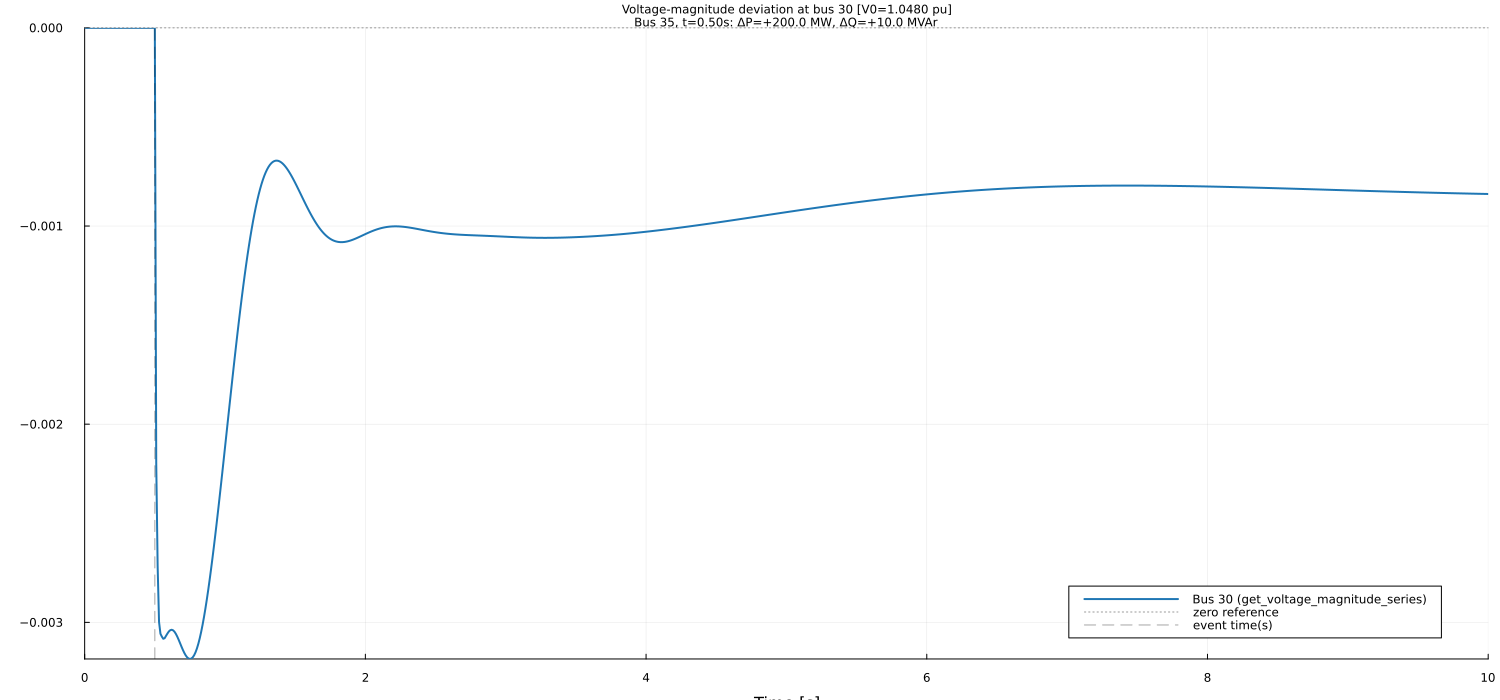 Voltage-magnitude deviation at bus 30 [V0=1.0480 pu]
Bus 35, t=0.50s: ΔP=+200.0 MW, ΔQ=+10.0 MVAr
0.000
−0.001
−0.002
−0.003
Bus 30 (get_voltage_magnitude_series)
zero reference
event time(s)
0 2 4 6 8 10
Time [s]